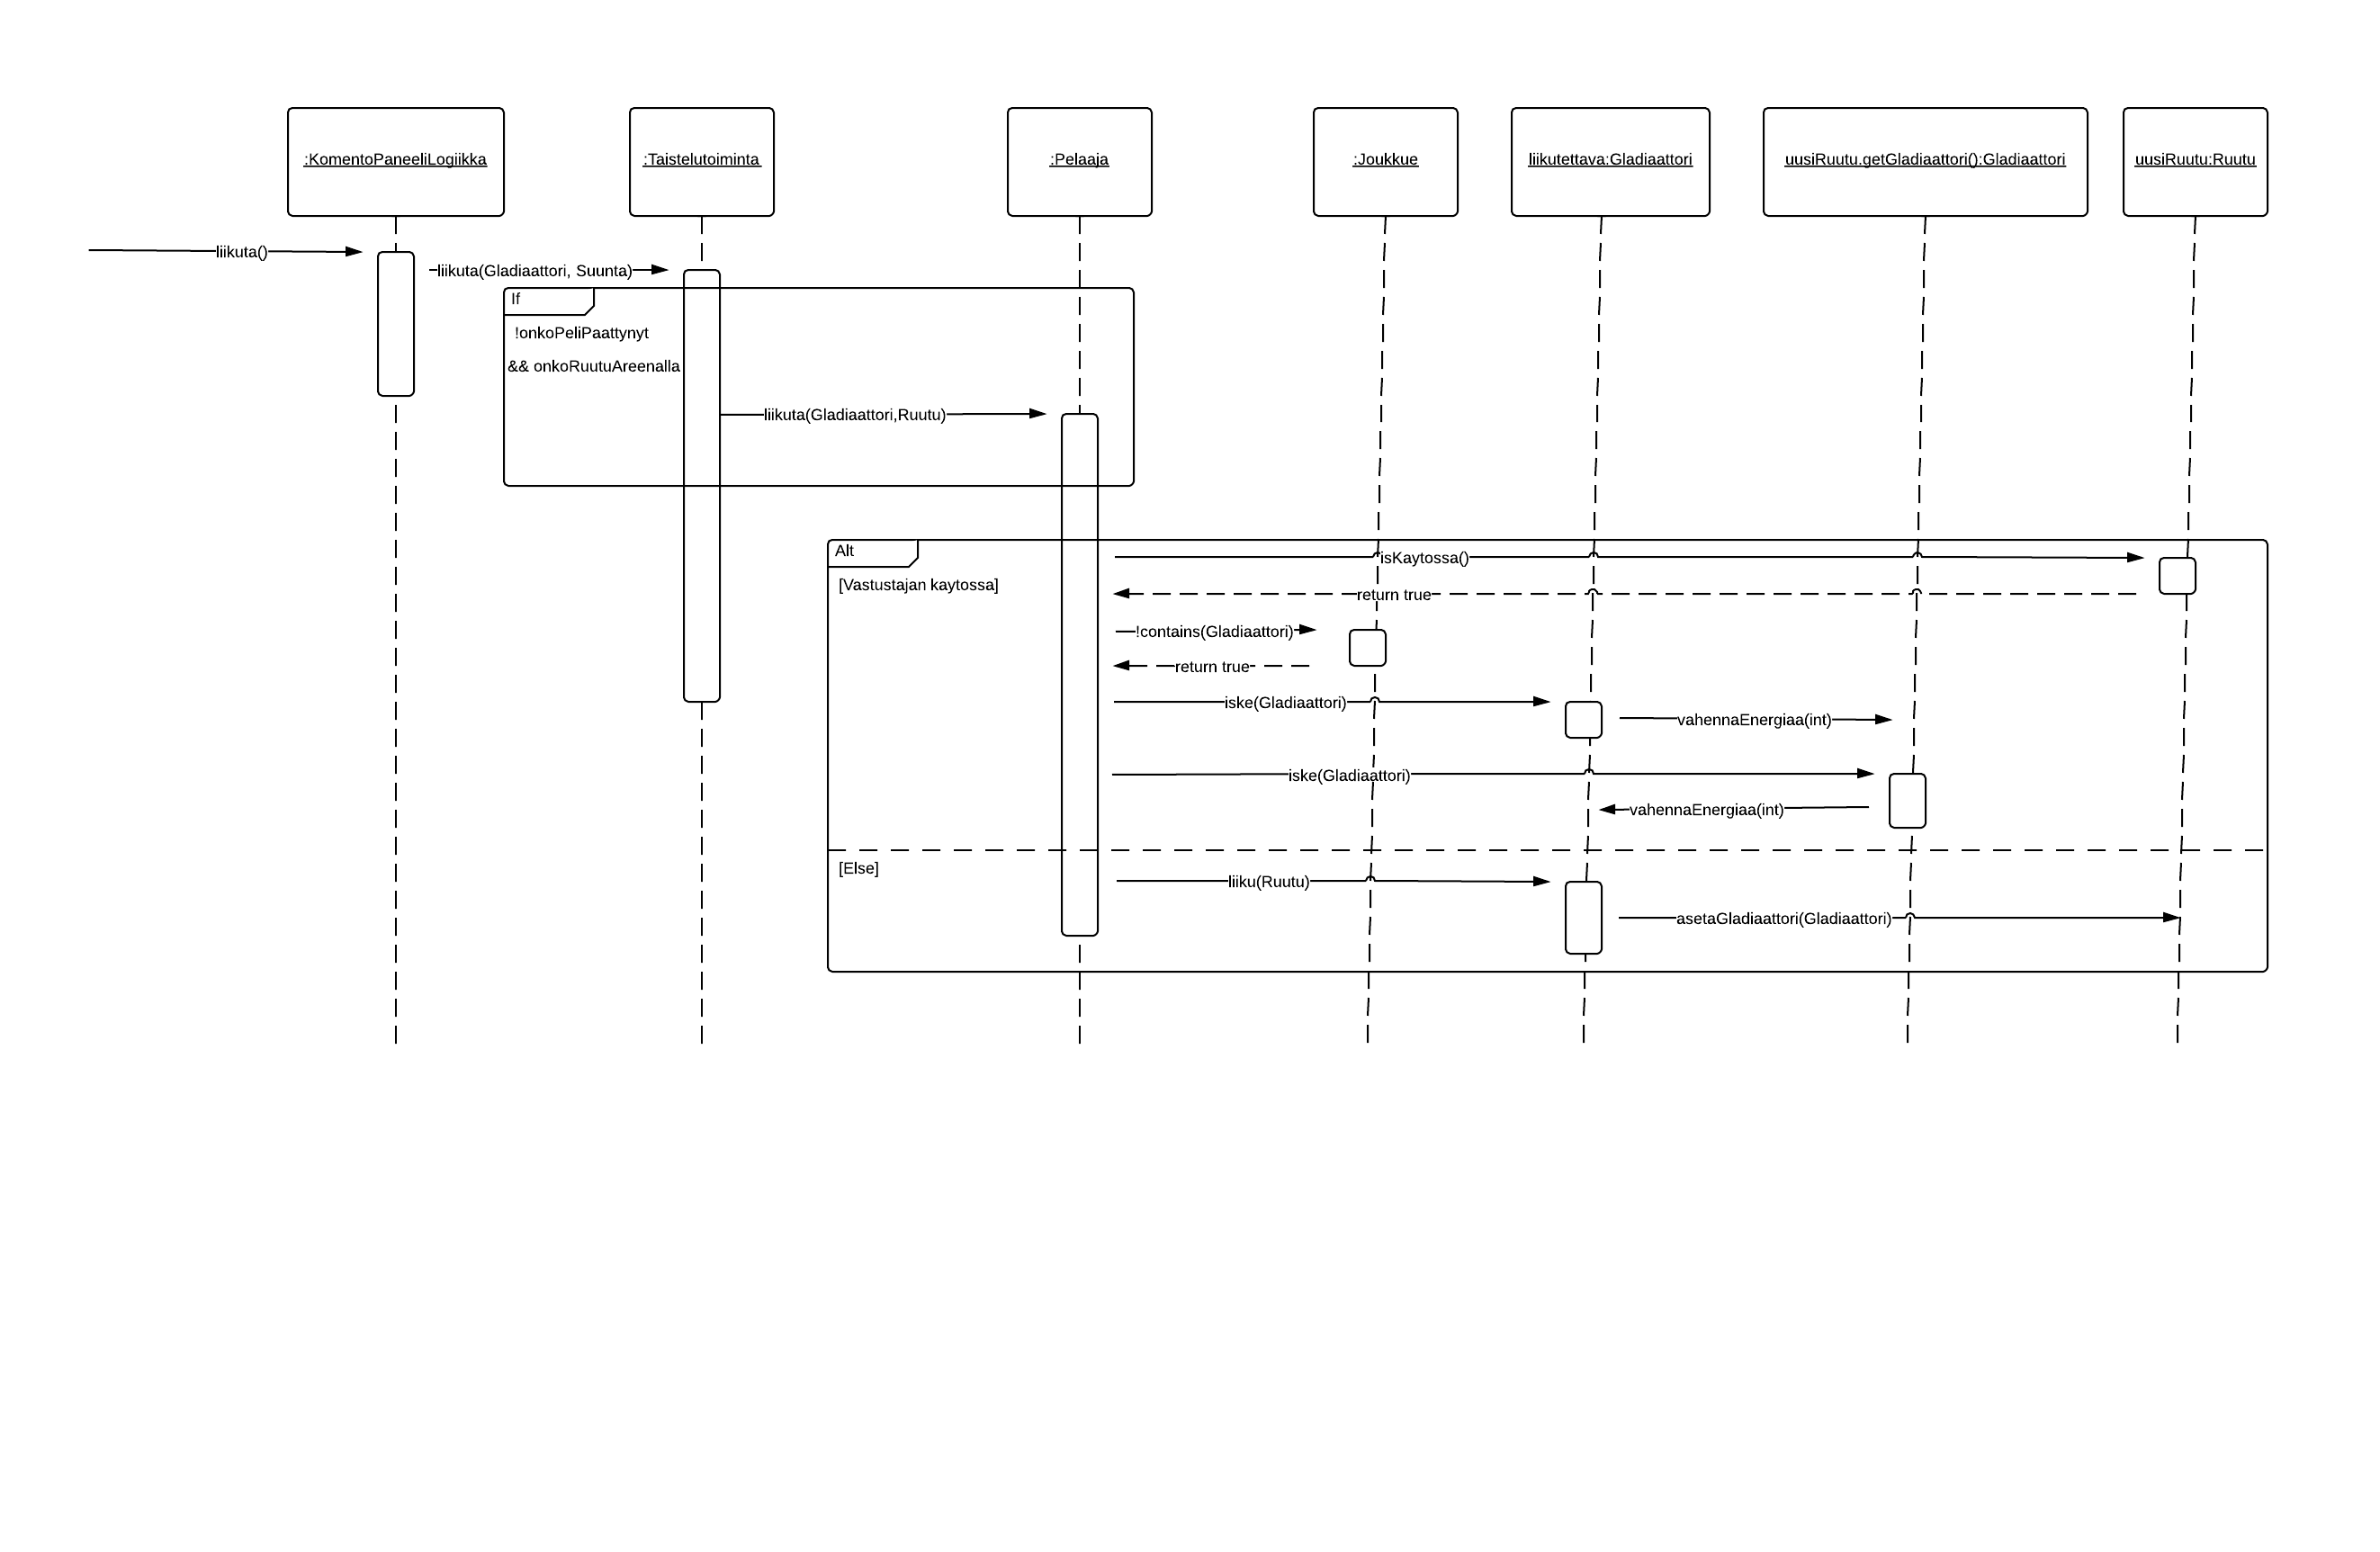 :KomentoPaneeliLogiikka
:Taistelutoiminta
:Pelaaja
:Joukkue
liikutettava:Gladiaattori
uusiRuutu.getGladiaattori():Gladiaattori
uusiRuutu:Ruutu
liikuta()
liikuta(Gladiaattori, Suunta)
If
!onkoPeliPaattynyt
&& onkoRuutuAreenalla
liikuta(Gladiaattori,Ruutu)
Alt
isKaytossa()
[Vastustajan kaytossa]
return true
!contains(Gladiaattori)
return true
iske(Gladiaattori)
vahennaEnergiaa(int)
iske(Gladiaattori)
vahennaEnergiaa(int)
[Else]
liiku(Ruutu)
asetaGladiaattori(Gladiaattori)